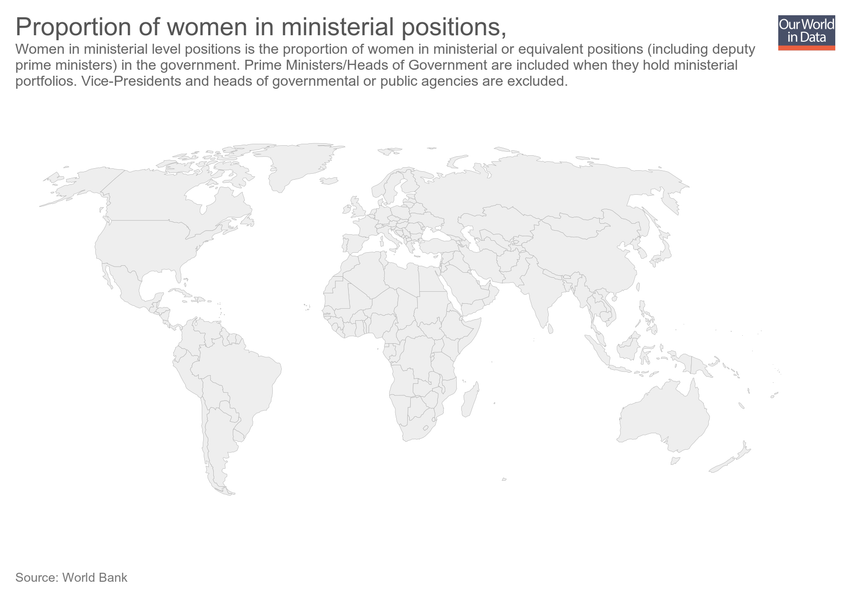 Proportion of women in ministerial positions,
Our World
in Data
Women in ministerial level positions is the proportion of women in ministerial or equivalent positions (including deputy
prime ministers) in the government. Prime Ministers/Heads of Government are included when they hold ministerial
portfolios. Vice-Presidents and heads of governmental or public agencies are excluded.
Source: World Bank